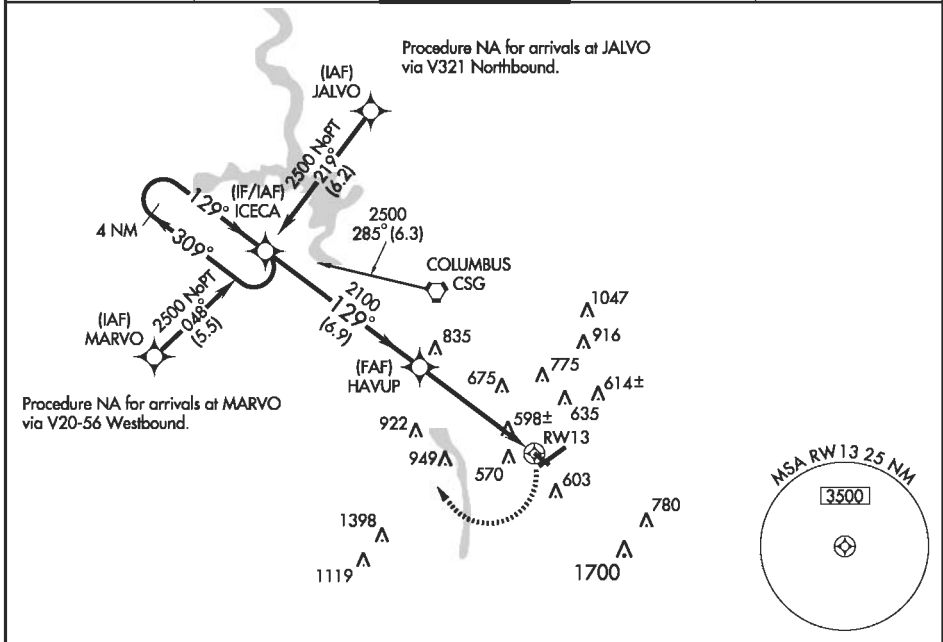 Procedure NA for arrivals at JALVO
via V321 Northbound.
(IAF)
JALVO
2500 NoPT
219°
(6.2)
(IF/IAF)
ICECA
129°
4 NM
309°
2500
285° (6.3)
COLUMBUS
CSG
2500 NoPT
048°
(5.5)
(IAF)
MARVO
2100
129°
(6.9)
1047
916
835
(FAF)
HAVUP
775
675
614±
635
Procedure NA for arrivals at MARVO
via V20-56 Westbound.
922
598±
RW13
949
570
603
MSA RW 13 25 NM
3500
780
1398
1119
1700